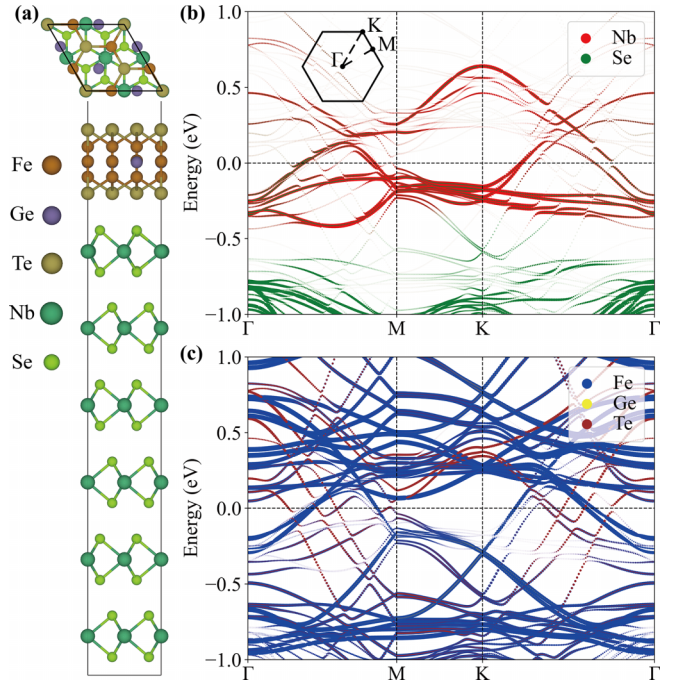 (a)
Fe
Ge
Te
Nb
Se
(b)
Energy (eV)
1.0
0.5
0.0
−0.5
−1.0
K
Γ
M
Nb
Se
Γ
M
K
Γ
(c)
Energy (eV)
1.0
0.5
0.0
−0.5
−1.0
Fe
Ge
Te
Γ
M
K
Γ